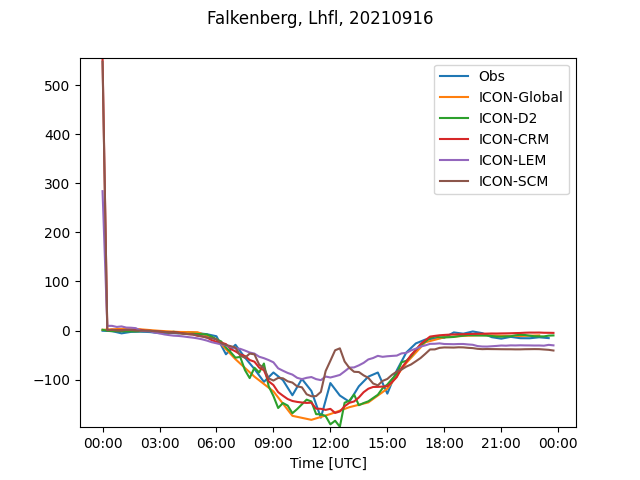 Falkenberg, Lhfl, 20210916
Obs
ICON-Global
ICON-D2
ICON-CRM
ICON-LEM
ICON-SCM
500
400
300
200
100
0
−100
00:00 03:00 06:00 09:00 12:00 15:00 18:00 21:00 00:00
Time [UTC]